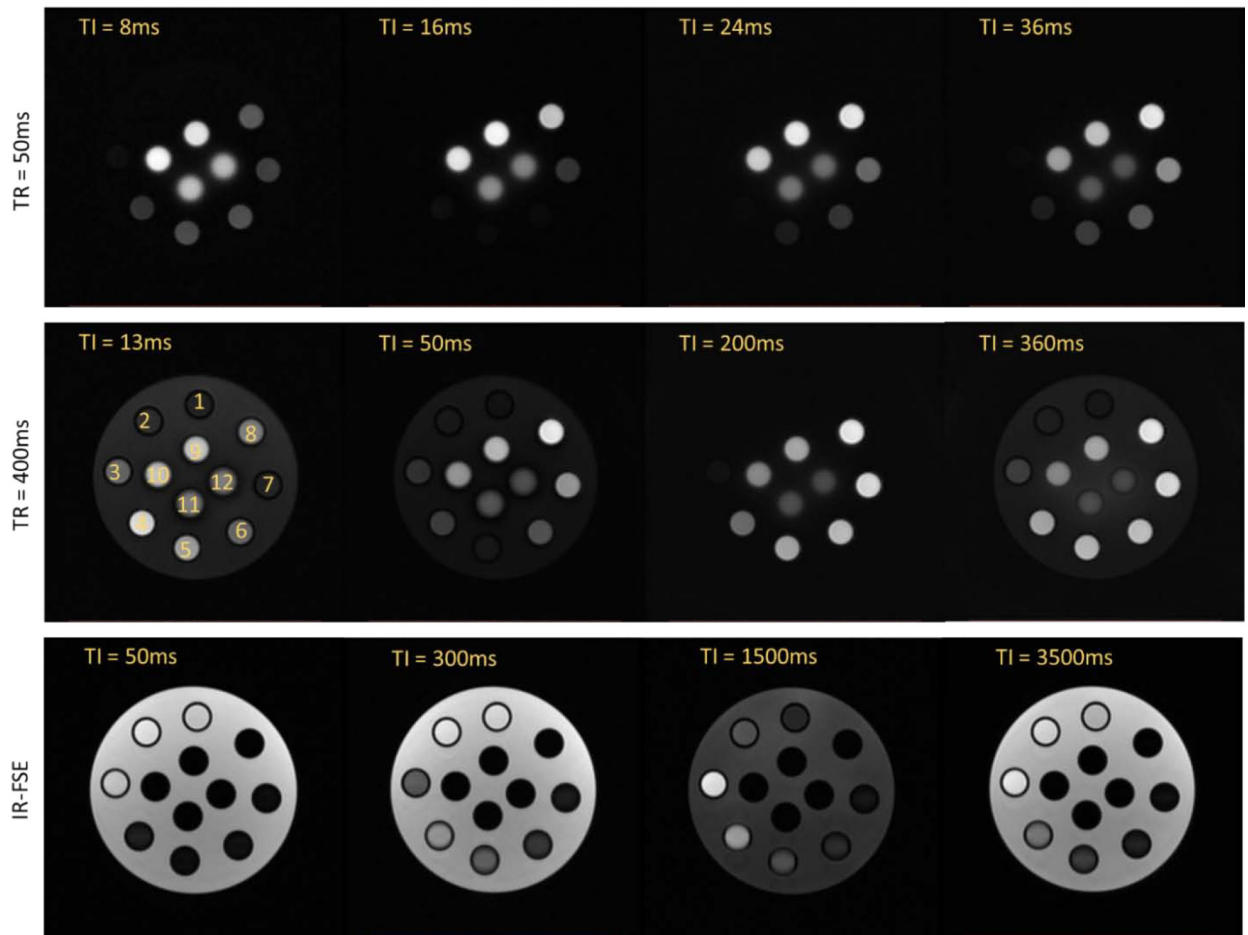 TI = 8ms
TI = 16ms
TI = 24ms
TI = 36ms
TR = 50ms
TI = 13ms
TI = 50ms
TI = 200ms
TI = 360ms
TR = 400ms
1
2
8
9
3
10
12
7
11
4
6
5
TI = 50ms
TI = 300ms
TI = 1500ms
TI = 3500ms
IR-FSE